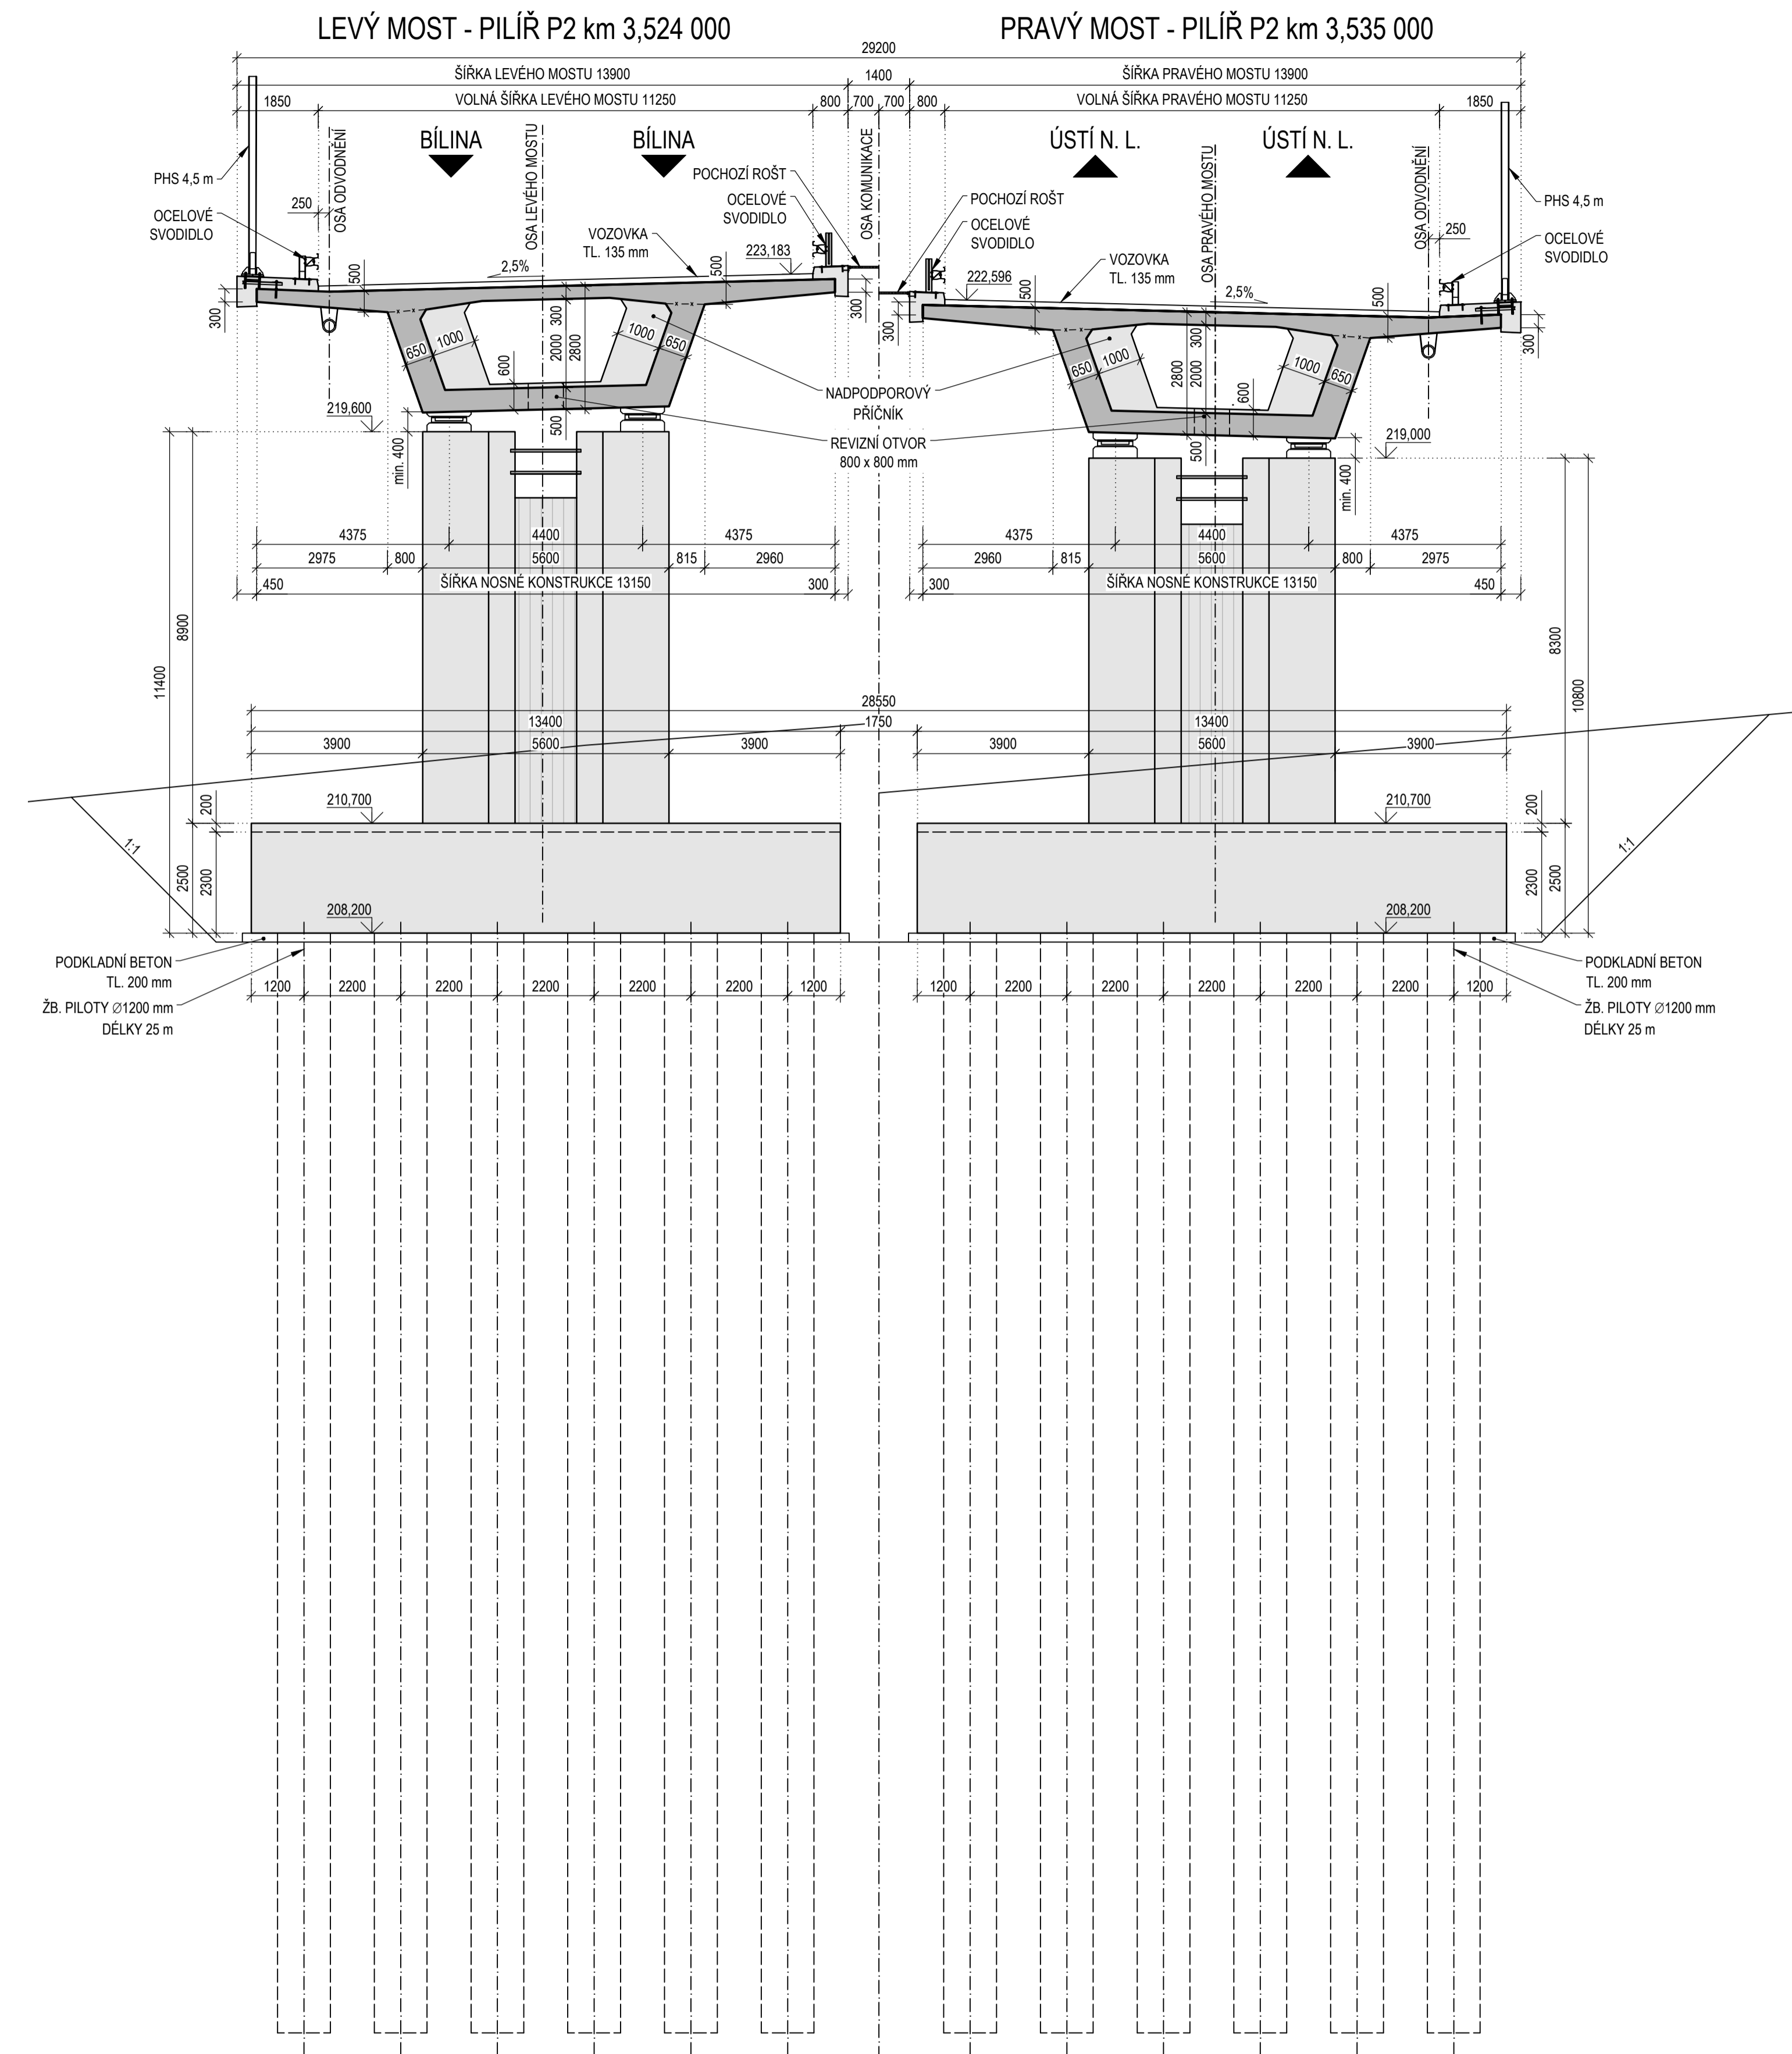 LEVÝ MOST - PILÍŘ P2 km 3,524 000
PRAVÝ MOST - PILÍŘ P2 km 3,535 000
29200
ŠÍŘKA LEVÉHO MOSTU 13900
1400
ŠÍŘKA PRAVÉHO MOSTU 13900
1850
VOLNÁ ŠÍŘKA LEVÉHO MOSTU 11250
800
700
700
800
VOLNÁ ŠÍŘKA PRAVÉHO MOSTU 11250
1850
BÍLINA
BÍLINA
ÚSTÍ N. L.
ÚSTÍ N. L.
OSA ODVODNĚNÍ
OSA LEVÉHO MOSTU
OSA KOMUNIKACE
OSA PRAVÉHO MOSTU
OSA ODVODNĚNÍ
PHS 4,5 m
250
OCELOVÉ
SVODIDLO
POCHOZÍ ROŠT
OCELOVÉ
SVODIDLO
VOZOVKA
TL. 135 mm
223,183
2,5%
POCHOZÍ ROŠT
OCELOVÉ
SVODIDLO
VOZOVKA
TL. 135 mm
222,596
2,5%
PHS 4,5 m
250
OCELOVÉ
SVODIDLO
500
500
300
300
300
2000
2800
650
1000
1000
650
600
500
500
500
300
300
300
2800
2000
650
1000
1000
650
600
500
NADPODPOROVÝ
PŘÍČNÍK
REVIZNÍ OTVOR
800 x 800 mm
219,600
min. 400
219,000
min. 400
4375
4400
4375
2975
800
5600
815
2960
ŠÍŘKA NOSNÉ KONSTRUKCE 13150
450
300
4375
4400
4375
2960
815
5600
800
2975
ŠÍŘKA NOSNÉ KONSTRUKCE 13150
300
450
8900
11400
8300
10800
28550
13400
1750
13400
3900
5600
3900
3900
5600
3900
210,700
210,700
200
2500
2300
200
2300
2500
1:1
1:1
208,200
208,200
PODKLADNÍ BETON
TL. 200 mm
ŽB. PILOTY ∅1200 mm
DÉLKY 25 m
1200
2200
2200
2200
2200
2200
1200
1200
2200
2200
2200
2200
2200
1200
PODKLADNÍ BETON
TL. 200 mm
ŽB. PILOTY ∅1200 mm
DÉLKY 25 m